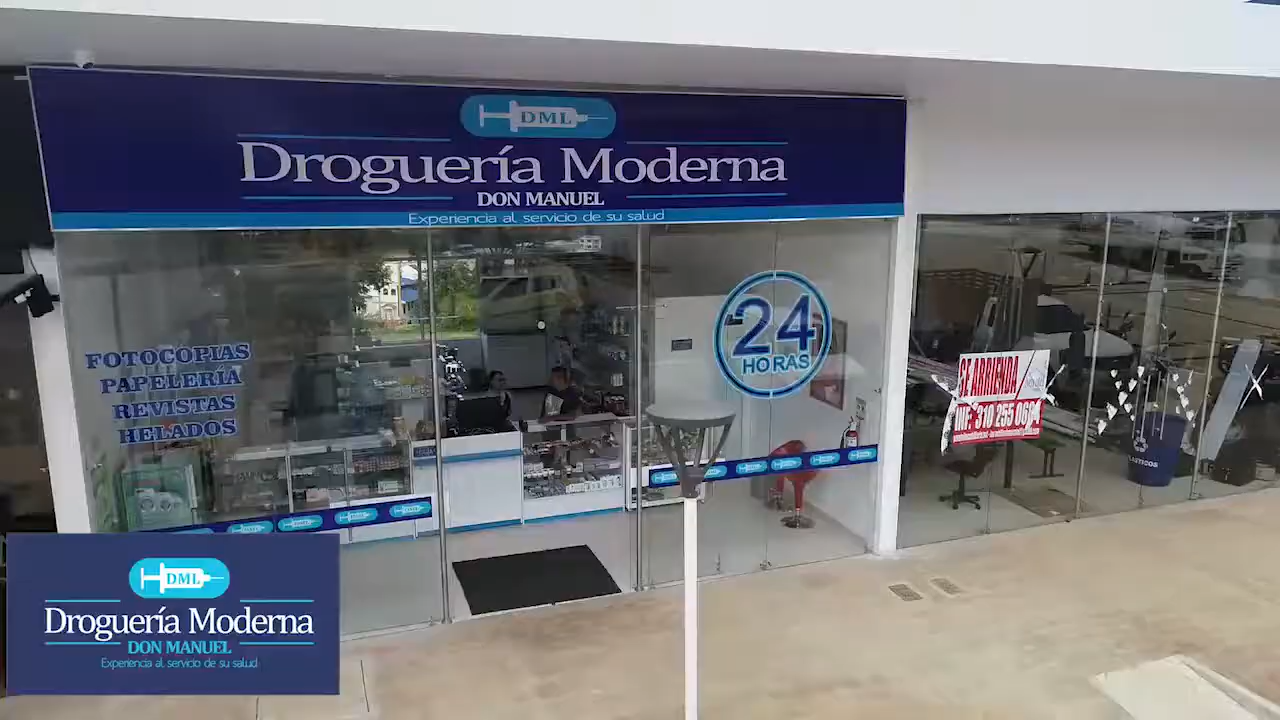 DML
Droguería Moderna
DON MANUEL
Experiencia al servicio de su salud
24
HORAS
FOTOCOPIAS
PAPELERÍA
REVISTAS
HELADOS
SE ARRIENDA
INF: 310 255 0604
DML
Droguería Moderna
DON MANUEL
Experiencia al servicio de su salud